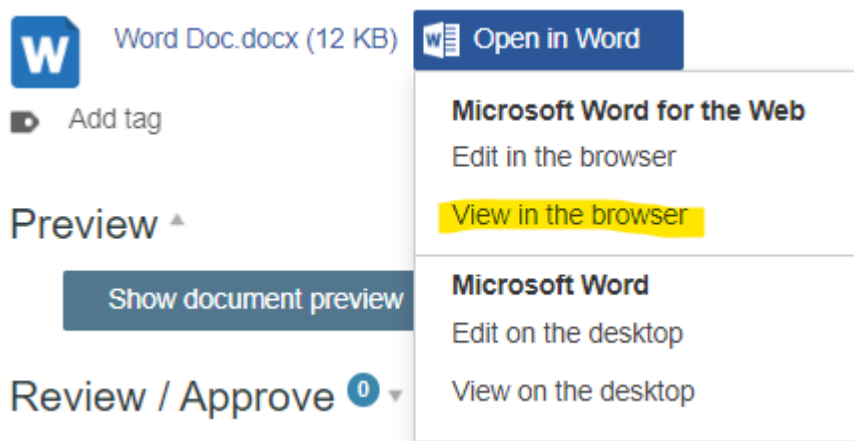 W Word Doc.docx (12 KB) W Open in Word
Add tag
Microsoft Word for the Web
Edit in the browser
View in the browser
Preview
Show document preview
Microsoft Word
Edit on the desktop
View on the desktop
Review / Approve 0